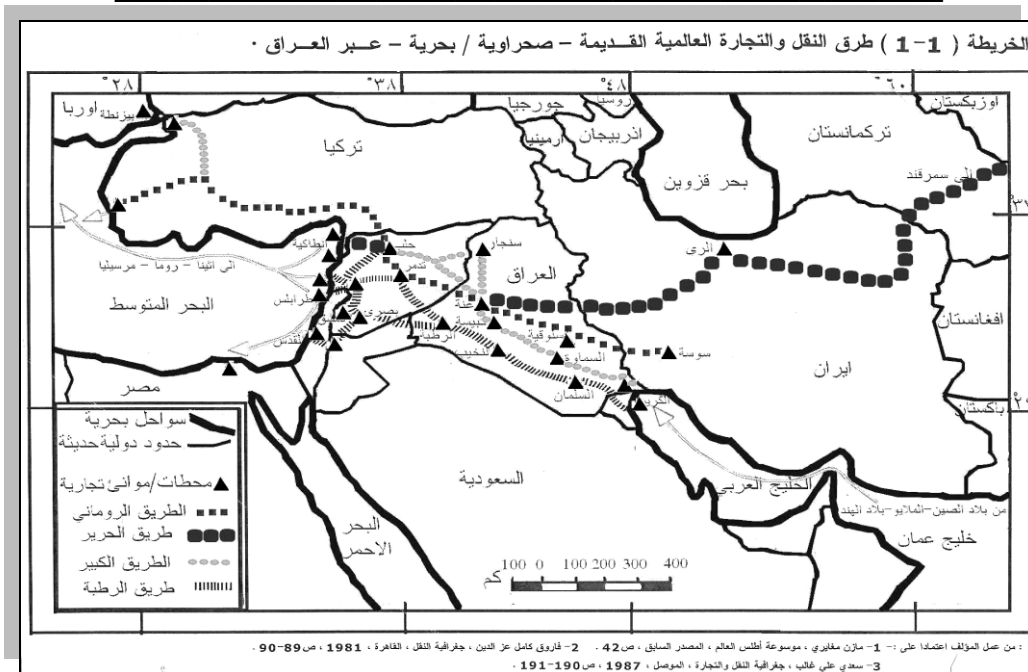 الخريطة ( 1-1 ) طرق النقل والتجارة العالمية القديمة – صحراوية / بحرية – عبر العراق .
٢٨° ٣٨° ٤٨° ٦٠°
اوربا
بيزنطة
تركيا
جورجيا
روسيا
ارمينيا
اذربيجان
بحر قزوين
تركمانستان
اوزبكستان
الى سمرقند
٣٧
انطاكية
حلب
سنجار
الرى
الى اثينا – روما – مرسيليا
تدمر
العراق
البحر المتوسط
طرابلس
عنة
افغانستان
بصرى
كبيسة
سلوقية
سوسة
القدس
الرطبة
النخيب
السماوة
ايران
مصر
السلمان
باكستان
السعودية
الخليج العربي
من بلاد الصين–الملايو–بلاد الهند
خليج عمان
البحر
الاحمر
سواحل بحرية
حدود دولية حديثة
محطات/موانئ تجارية
الطريق الروماني
طريق الحرير
الطريق الكبير
طريق الرطبة
كم 100 0 100 200 300 400
: من عمل المؤلف اعتمادا على :– 1– مازن مغايري ، موسوعة أطلس العالم ، المصدر السابق ، ص42 . 2– فاروق كامل عز الدين ، جغرافية النقل ، القاهرة ، 1981 ، ص89-90 .
3– سعدي علي غالب ، جغرافية النقل والتجارة ، الموصل ، 1987 ، ص190-191 .